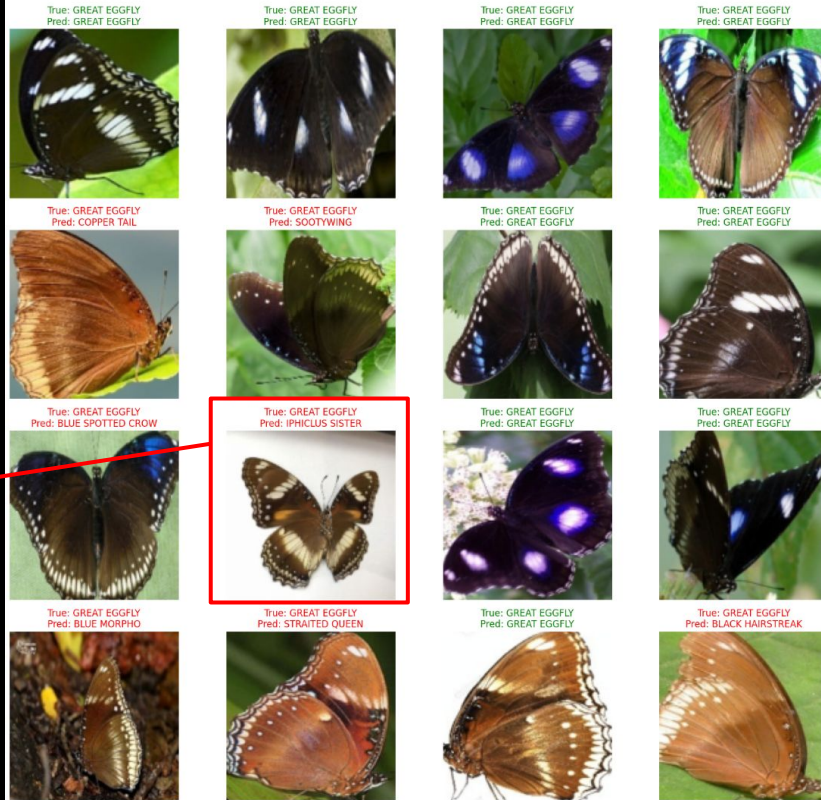 True: GREAT EGGFLY
Pred: GREAT EGGFLY
True: GREAT EGGFLY
Pred: GREAT EGGFLY
True: GREAT EGGFLY
Pred: GREAT EGGFLY
True: GREAT EGGFLY
Pred: GREAT EGGFLY
True: GREAT EGGFLY
Pred: COPPER TAIL
True: GREAT EGGFLY
Pred: SOOTYWING
True: GREAT EGGFLY
Pred: GREAT EGGFLY
True: GREAT EGGFLY
Pred: GREAT EGGFLY
True: GREAT EGGFLY
Pred: BLUE SPOTTED CROW
True: GREAT EGGFLY
Pred: IPHICLUS SISTER
True: GREAT EGGFLY
Pred: GREAT EGGFLY
True: GREAT EGGFLY
Pred: GREAT EGGFLY
True: GREAT EGGFLY
Pred: BLUE MORPHO
True: GREAT EGGFLY
Pred: STRAITED QUEEN
True: GREAT EGGFLY
Pred: GREAT EGGFLY
True: GREAT EGGFLY
Pred: BLACK HAIRSTREAK